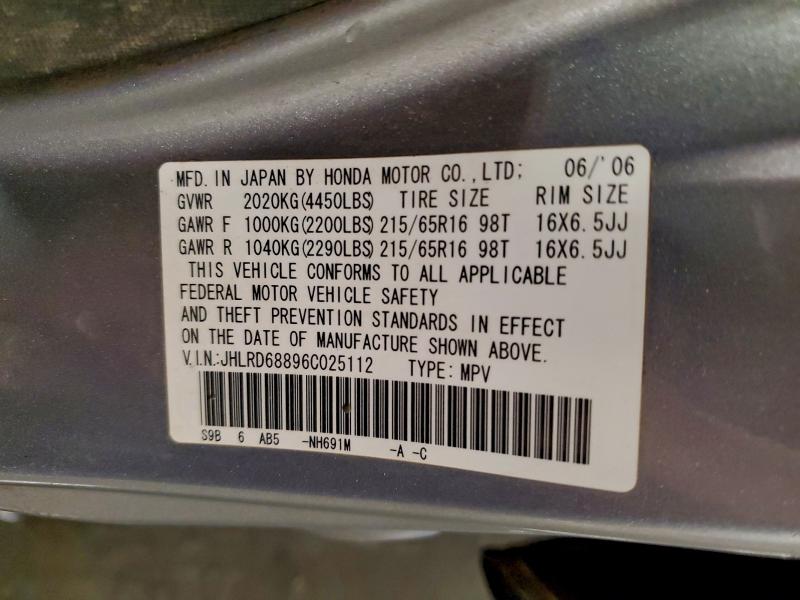 MFD. IN JAPAN BY HONDA MOTOR CO.,LTD; 06/'06
GVWR 2020KG(4450LBS) TIRE SIZE RIM SIZE
GAWR F 1000KG(2200LBS) 215/65R16 98T 16X6.5JJ
GAWR R 1040KG(2290LBS) 215/65R16 98T 16X6.5JJ
THIS VEHICLE CONFORMS TO ALL APPLICABLE
FEDERAL MOTOR VEHICLE SAFETY
AND THEFT PREVENTION STANDARDS IN EFFECT
ON THE DATE OF MANUFACTURE SHOWN ABOVE.
V.I.N.:JHLRD68896C025112 TYPE: MPV
S9B 6 AB5 -NH691M -A -C